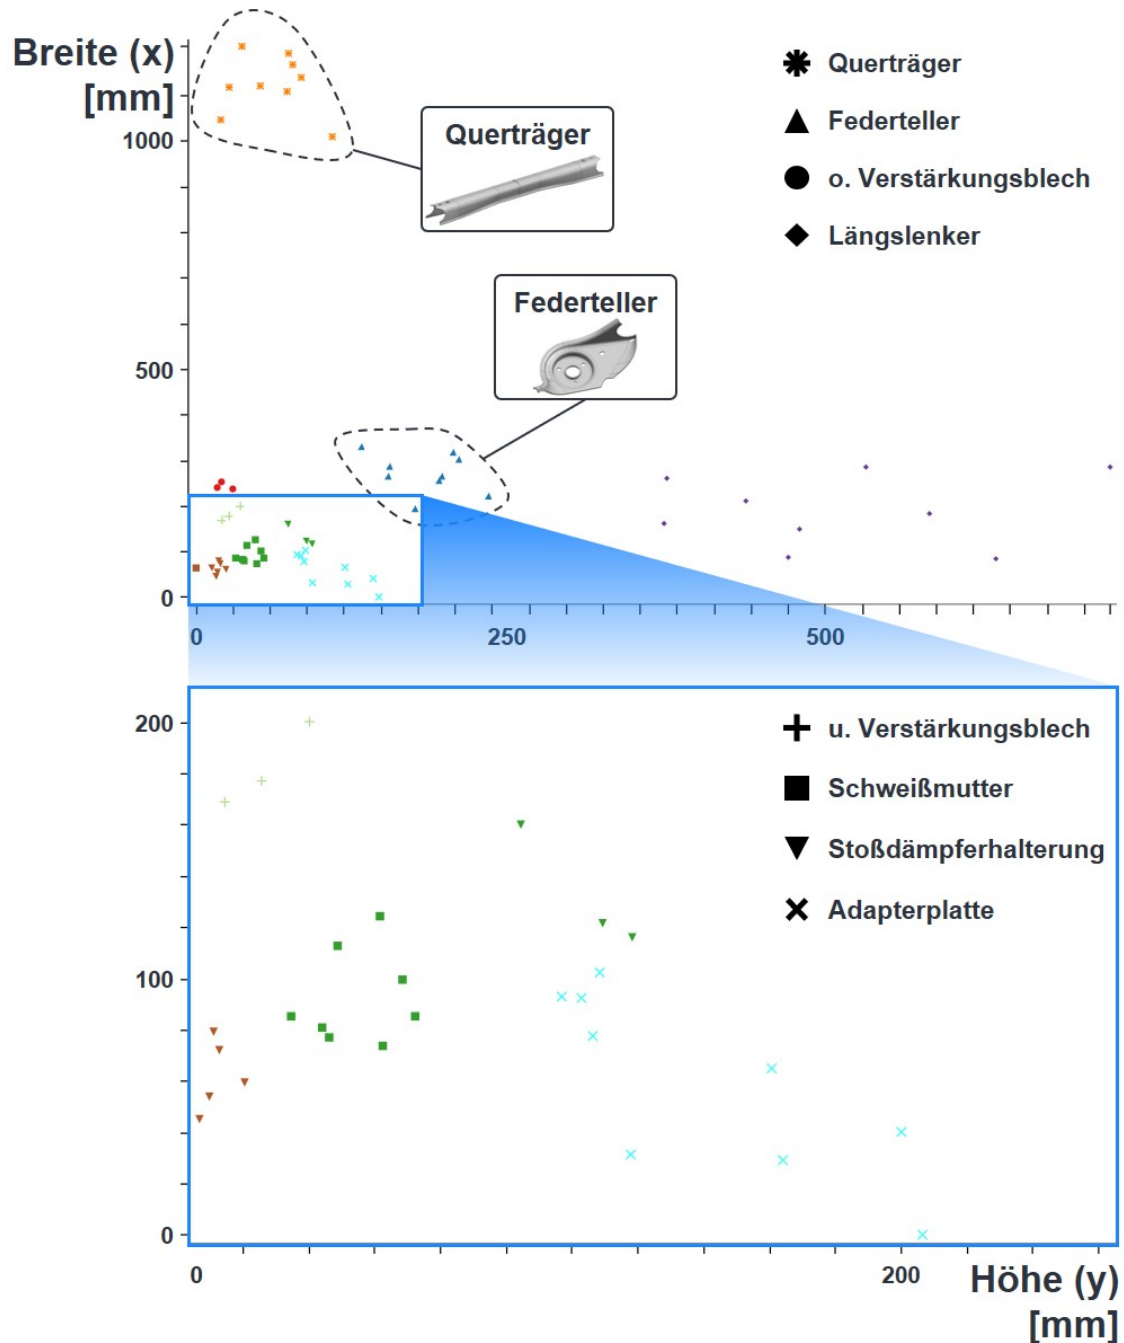 Breite (x)
[mm]
1000
500
0
0
250
500
Querträger
Federteller
Querträger
Federteller
o. Verstärkungsblech
Längslenker
200
100
0
0
200
u. Verstärkungsblech
Schweißmutter
Stoßdämpferhalterung
Adapterplatte
Höhe (y)
[mm]